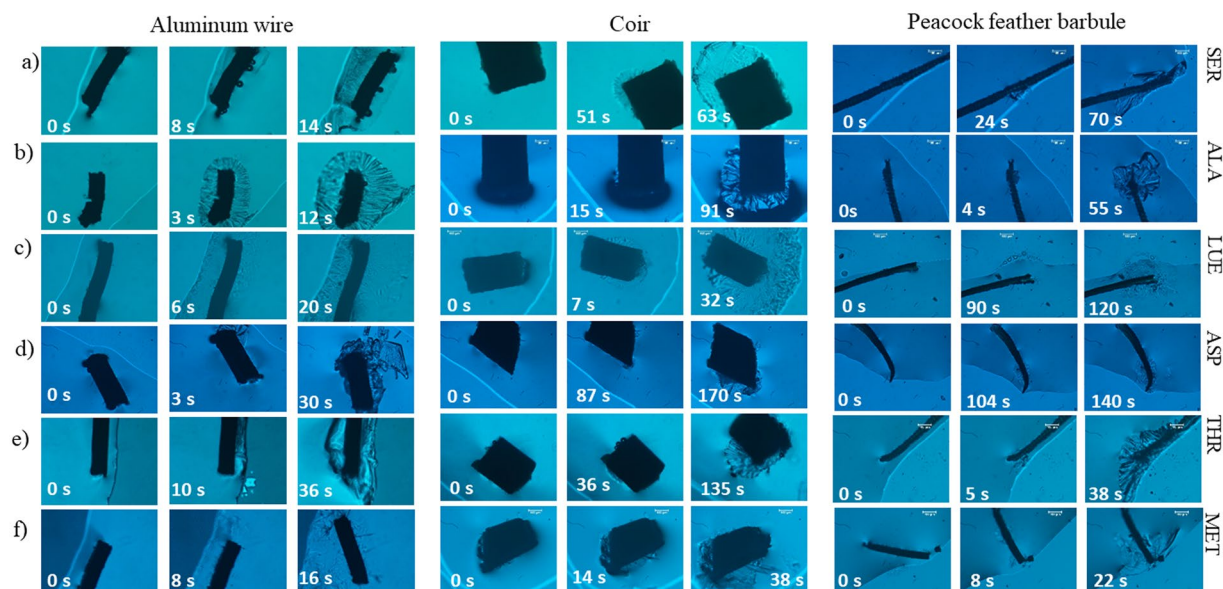 Aluminum wire Coir Peacock feather barbule
a) 0 s 8 s 14 s 0 s 51 s 63 s 0 s 24 s 70 s SER
b) 0 s 3 s 12 s 0 s 15 s 91 s 0s 4 s 55 s ALA
c) 0 s 6 s 20 s 0 s 7 s 32 s 0 s 90 s 120 s LUE
d) 0 s 3 s 30 s 0 s 87 s 170 s 0 s 104 s 140 s ASP
e) 0 s 10 s 36 s 0 s 36 s 135 s 0 s 5 s 38 s THR
f) 0 s 8 s 16 s 0 s 14 s 38 s 0 s 8 s 22 s MET